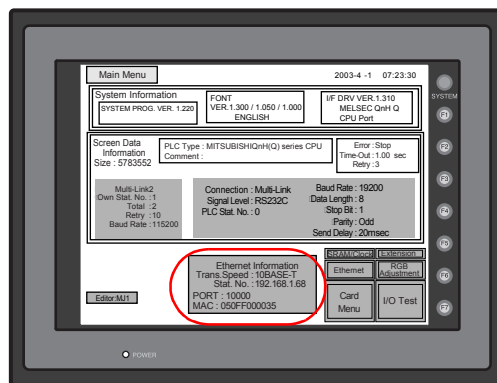 Main Menu
2003-4 -1 07:23:30
SYSTEM
System Information
SYSTEM PROG. VER. 1.220
FONT
VER.1.300 / 1.050 / 1.000
ENGLISH
I/F DRV VER.1.310
MELSEC QnH Q
CPU Port
F1
Screen Data
Information
Size : 5783552
PLC Type : MITSUBISHIQnH(Q) series CPU
Comment :
Error : Stop
Time-Out : 1.00 sec
Retry : 3
F2
F3
Multi-Link2
Own Stat. No. : 1
Total : 2
Retry : 10
Baud Rate : 115200
Connection : Multi-Link
Signal Level : RS232C
PLC Stat. No. : 0
Baud Rate : 19200
Data Length : 8
Stop Bit : 1
Parity : Odd
Send Delay : 20msec
F4
F5
Ethernet Information
Trans.Speed : 10BASE-T
Stat. No. : 192.168.1.68
PORT : 10000
MAC : 050FF000035
SRAM/Clock
Extension
Ethernet
RGB
Adjustment
F6
Editor:MJ1
Card
Menu
I/O Test
F7
POWER